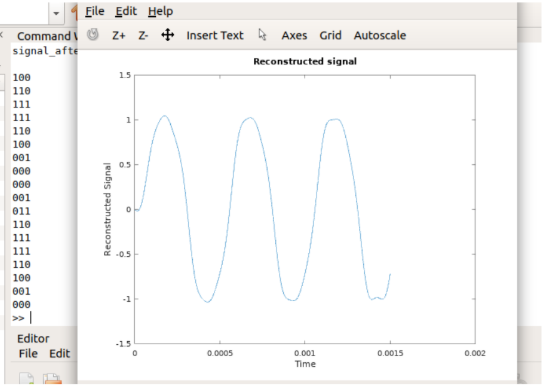 File Edit Help
Z+ Z- Insert Text Axes Grid Autoscale
Command
signal_afte
100
110
111
111
110
100
001
000
000
001
011
110
111
111
110
100
001
000
>>
Editor
File Edit
Reconstructed signal
1.5
1
0.5
0
-0.5
-1
-1.5
Reconstructed Signal
0 0.0005 0.001 0.0015 0.002
Time